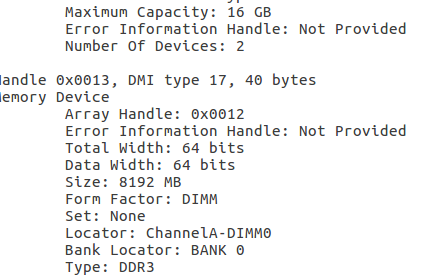 Maximum Capacity: 16 GB
Error Information Handle: Not Provided
Number Of Devices: 2
andle 0x0013, DMI type 17, 40 bytes
emory Device
Array Handle: 0x0012
Error Information Handle: Not Provided
Total Width: 64 bits
Data Width: 64 bits
Size: 8192 MB
Form Factor: DIMM
Set: None
Locator: ChannelA-DIMM0
Bank Locator: BANK 0
Type: DDR3